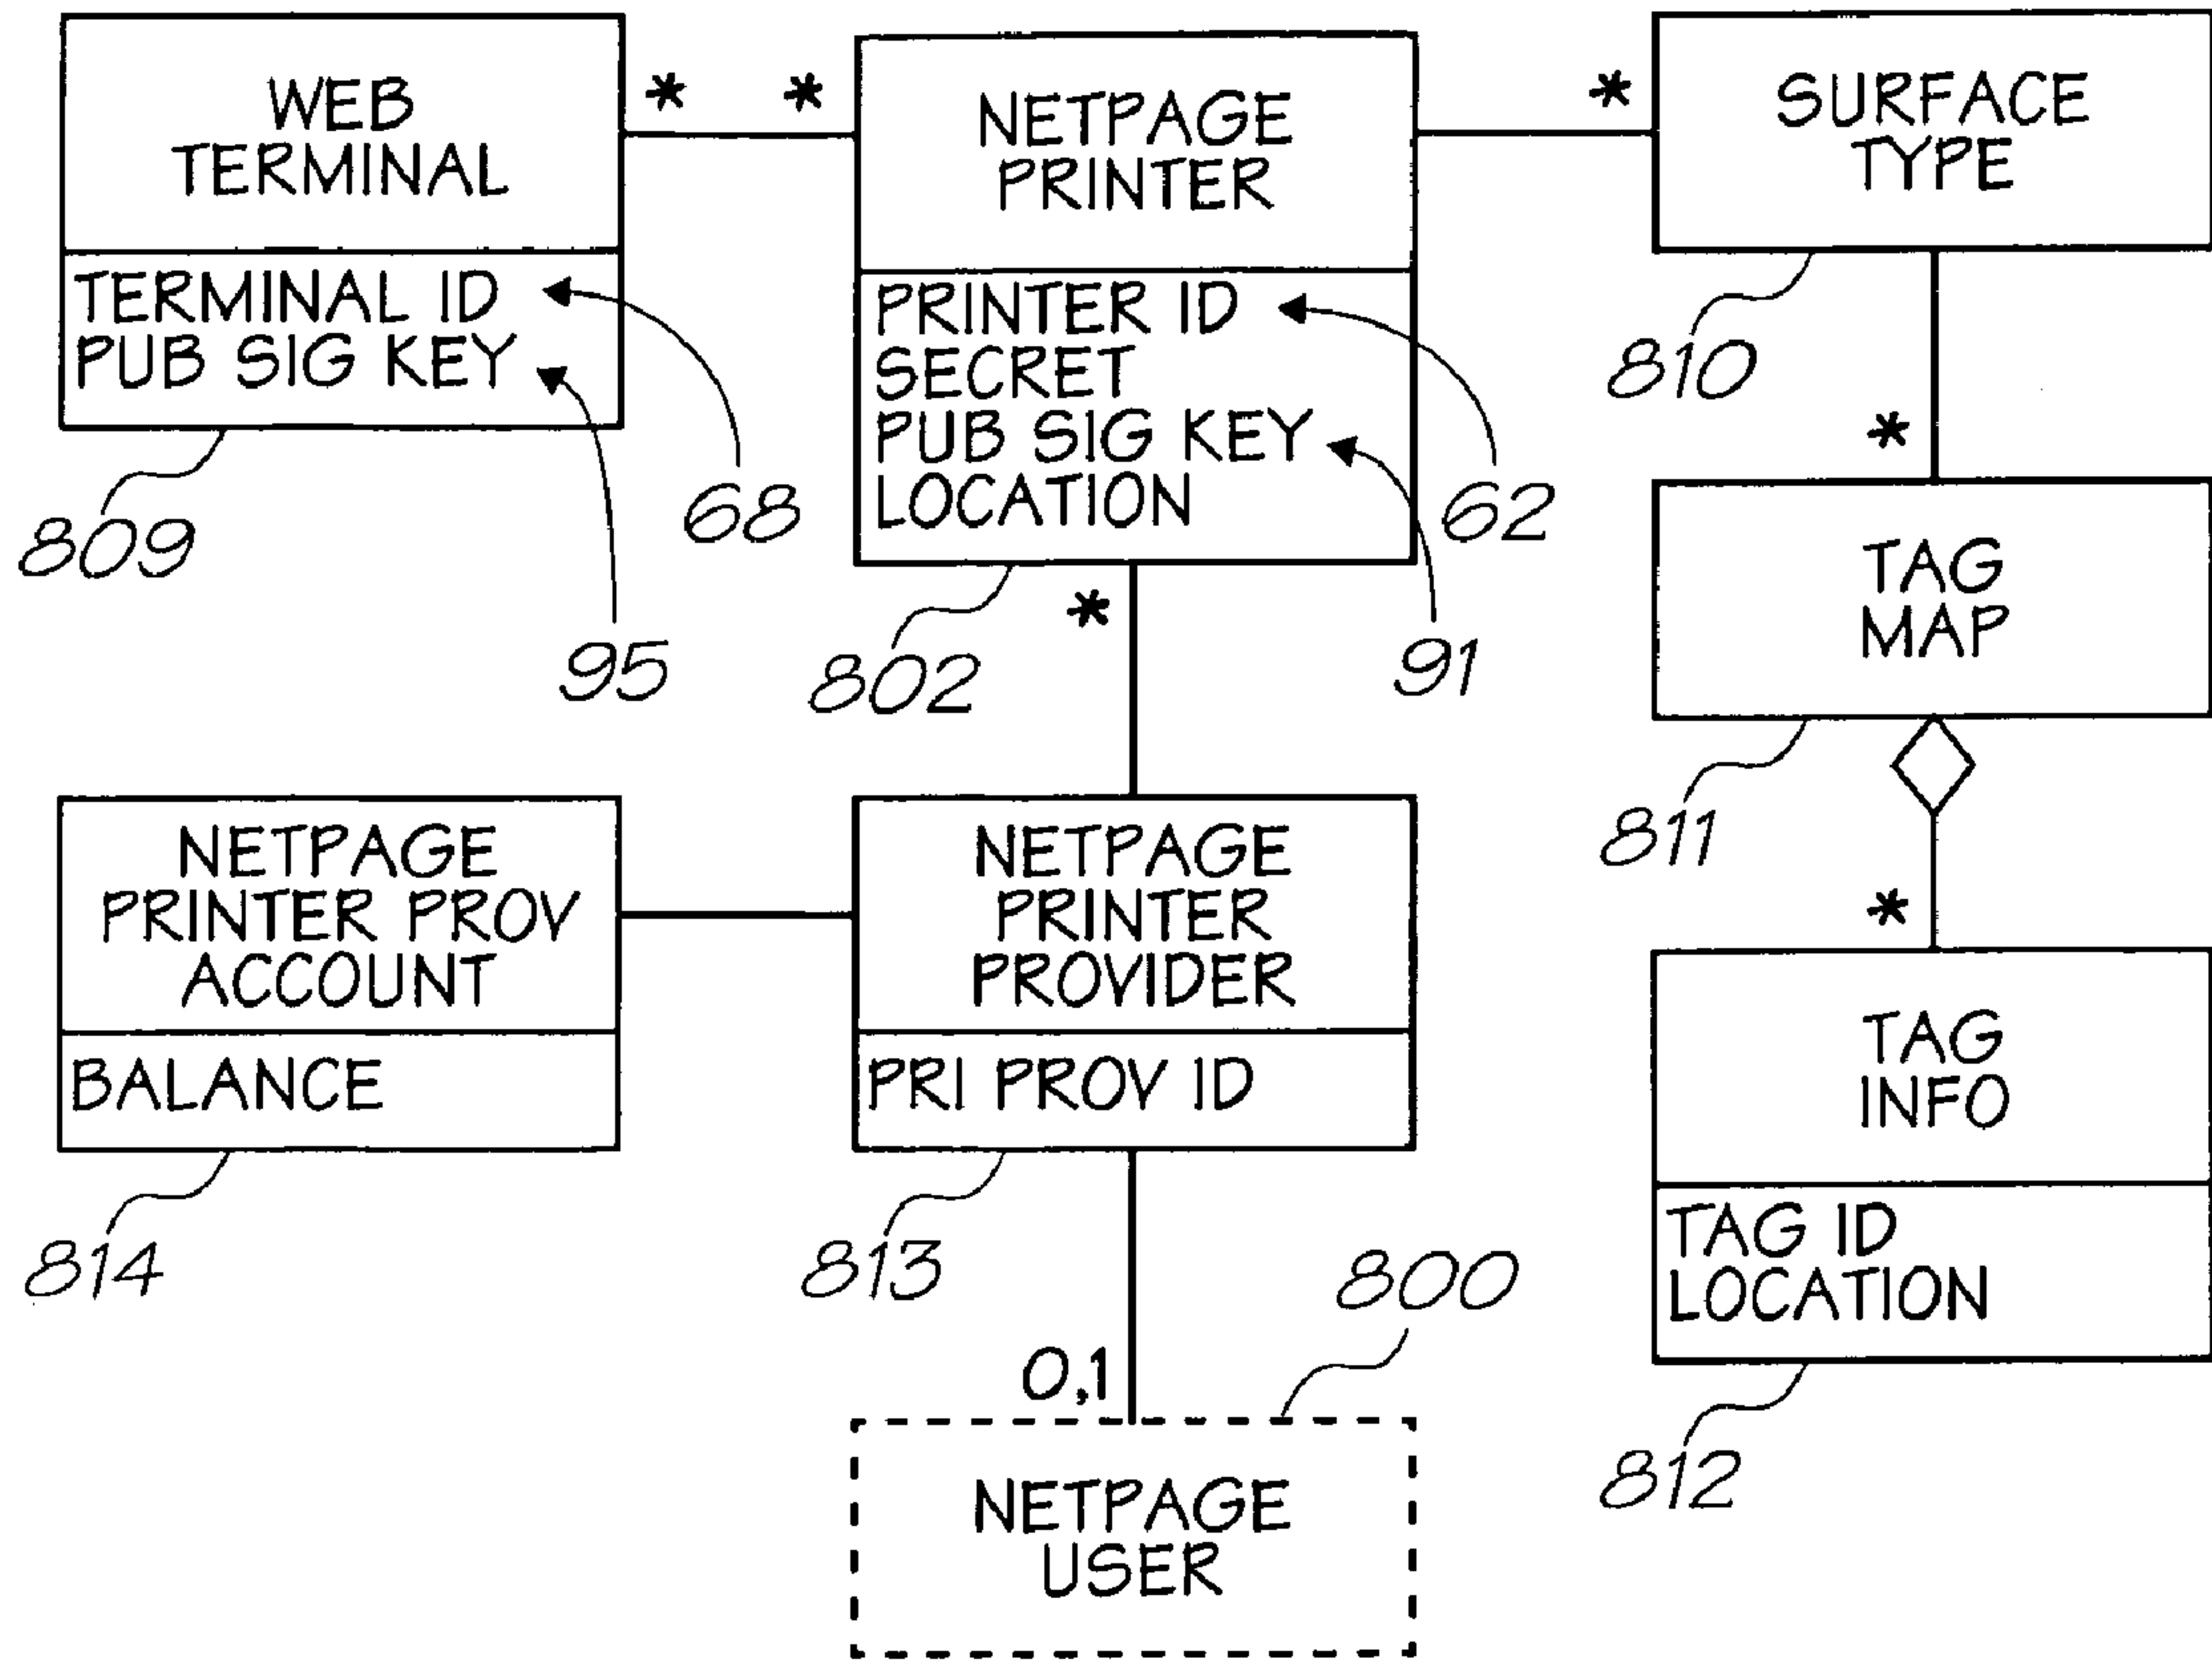 WEB
TERMINAL
* *
NETPAGE
PRINTER
*
SURFACE
TYPE
TERMINAL ID
PUB SIG KEY
68
95
809
PRINTER ID
SECRET
PUB SIG KEY
LOCATION
62
91
802
*
810
*
TAG
MAP
811
*
NETPAGE
PRINTER PROV
ACCOUNT
BALANCE
814
NETPAGE
PRINTER
PROVIDER
PRI PROV ID
813
TAG
INFO
TAG ID
LOCATION
812
800
0,1
NETPAGE
USER